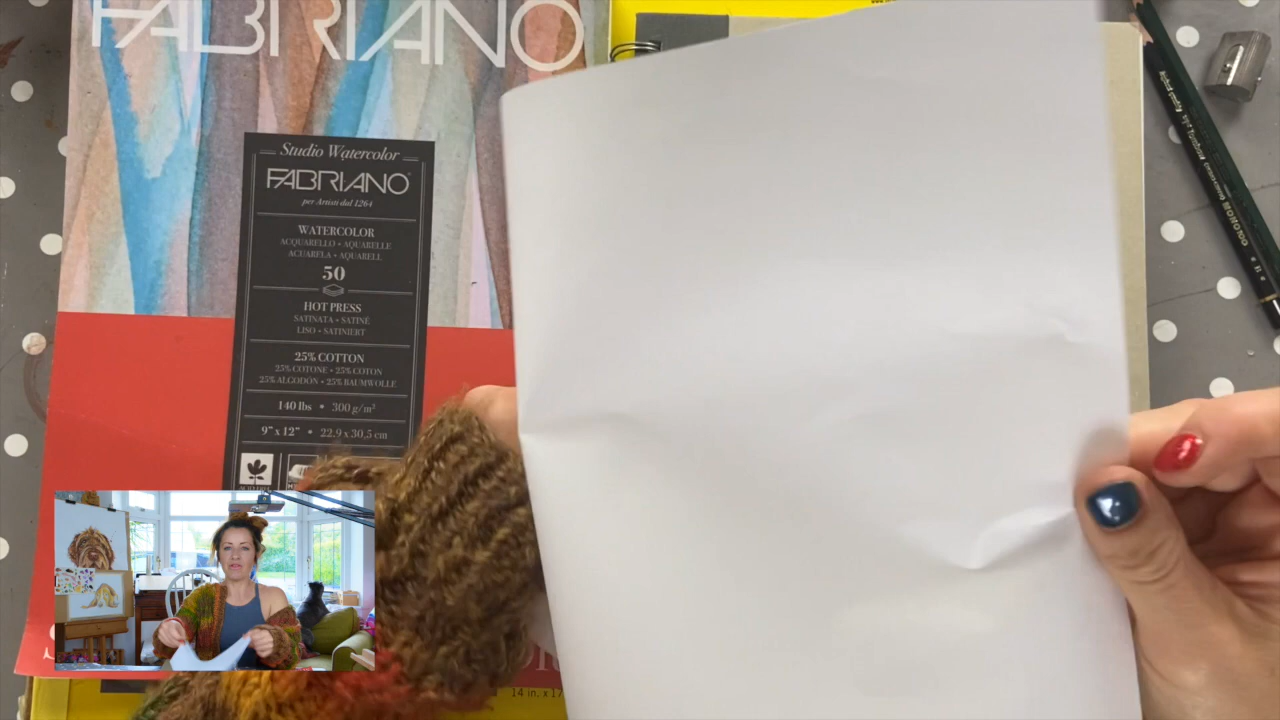 FABRIANO
Studio Watercolor
FABRIANO
per Artisti dal 1264
WATERCOLOR
ACQUARELLO • AQUARELLE
ACUARELA • AQUARELL
50
HOT PRESS
SATINATA • SATINÉ
LISO • SATINIERT
25% COTTON
25% COTONE • 25% COTON
25% ALGODÓN • 25% BAUMWOLLE
140 lbs • 300 g/m²
9" x 12" • 22.9 x 30,5 cm
14 in. x 17